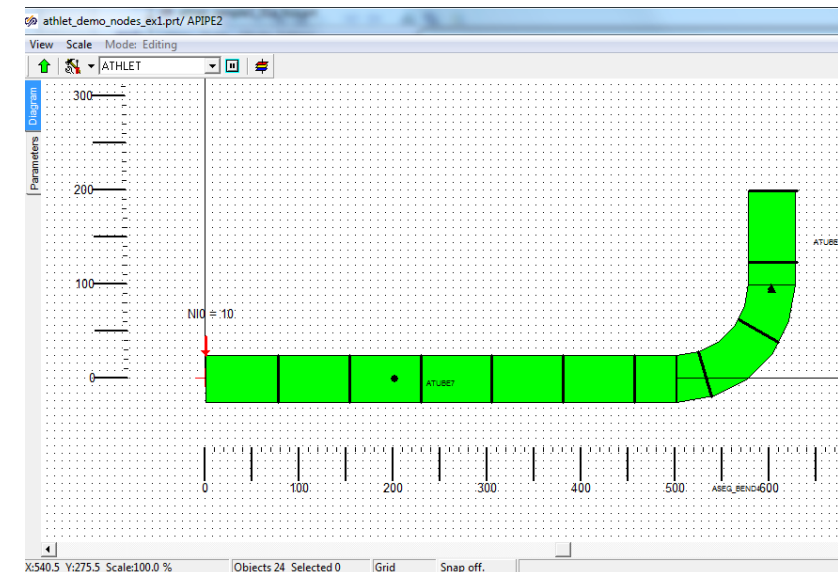 athlet_demo_nodes_ex1.prt/ APIPE2
View Scale Mode: Editing
ATHLET
Diagram
Parameters
300
200
100
0
NI0 = 10
ATUBE7
ATUBE
0 100 200 300 400 500 ASEG_BEND4 600
X:540.5 Y:275.5 Scale:100.0 % Objects 24 Selected 0 Grid Snap off.